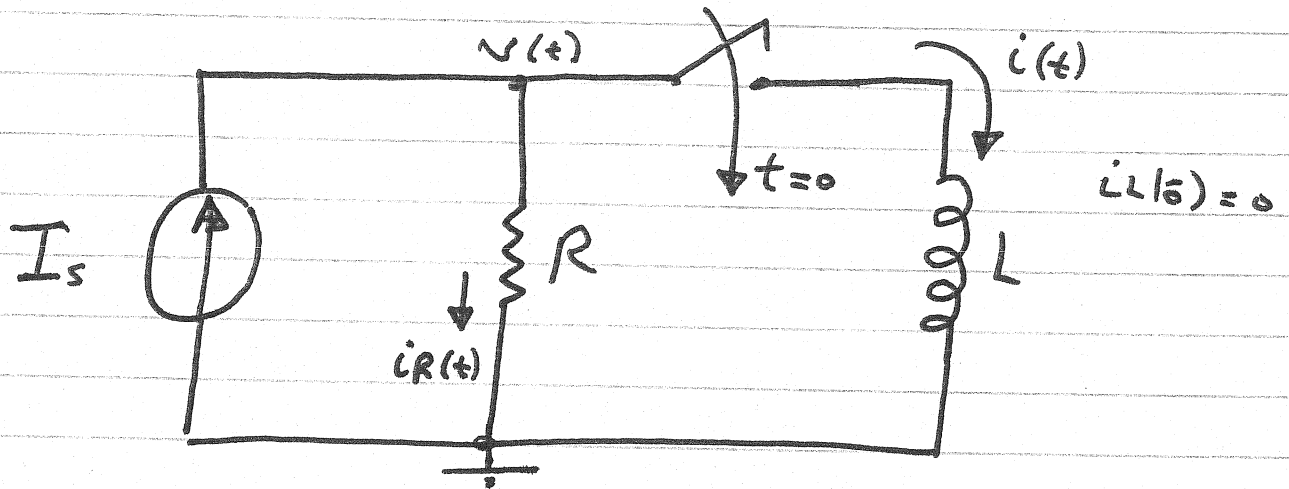 v(t)
i(t)
t=0
iL(0̄)=0
Is
R
L
iR(t)